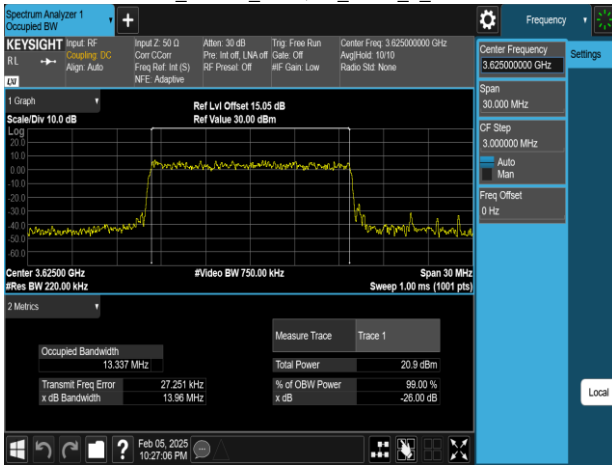 Spectrum Analyzer 1
Occupied BW
Frequency
KEYSIGHT
RL
LXI
Input: RF
Coupling: DC
Align: Auto
Input Z: 50 Ω
Corr CCorr
Freq Ref: Int (S)
NFE: Adaptive
Atten: 30 dB
Pre: Int off, LNA off
RF Presel: Off
Trig: Free Run
Gate: Off
#IF Gain: Low
Center Freq: 3.625000000 GHz
Avg|Hold: 10/10
Radio Std: None
1 Graph
Scale/Div 10.0 dB
Ref Lvl Offset 15.05 dB
Ref Value 30.00 dBm
Log
20.0
10.0
0.00
-10.0
-20.0
-30.0
-40.0
-50.0
-60.0
Center 3.62500 GHz
#Video BW 750.00 kHz
Span 30 MHz
#Res BW 220.00 kHz
Sweep 1.00 ms (1001 pts)
2 Metrics
Measure Trace
Trace 1
Occupied Bandwidth
13.337 MHz
Total Power
20.9 dBm
Transmit Freq Error
27.251 kHz
% of OBW Power
99.00 %
x dB Bandwidth
13.96 MHz
x dB
-26.00 dB
Center Frequency
3.625000000 GHz
Settings
Span
30.000 MHz
CF Step
3.000000 MHz
Auto
Man
Freq Offset
0 Hz
Local
?
Feb 05, 2025
10:27:06 PM